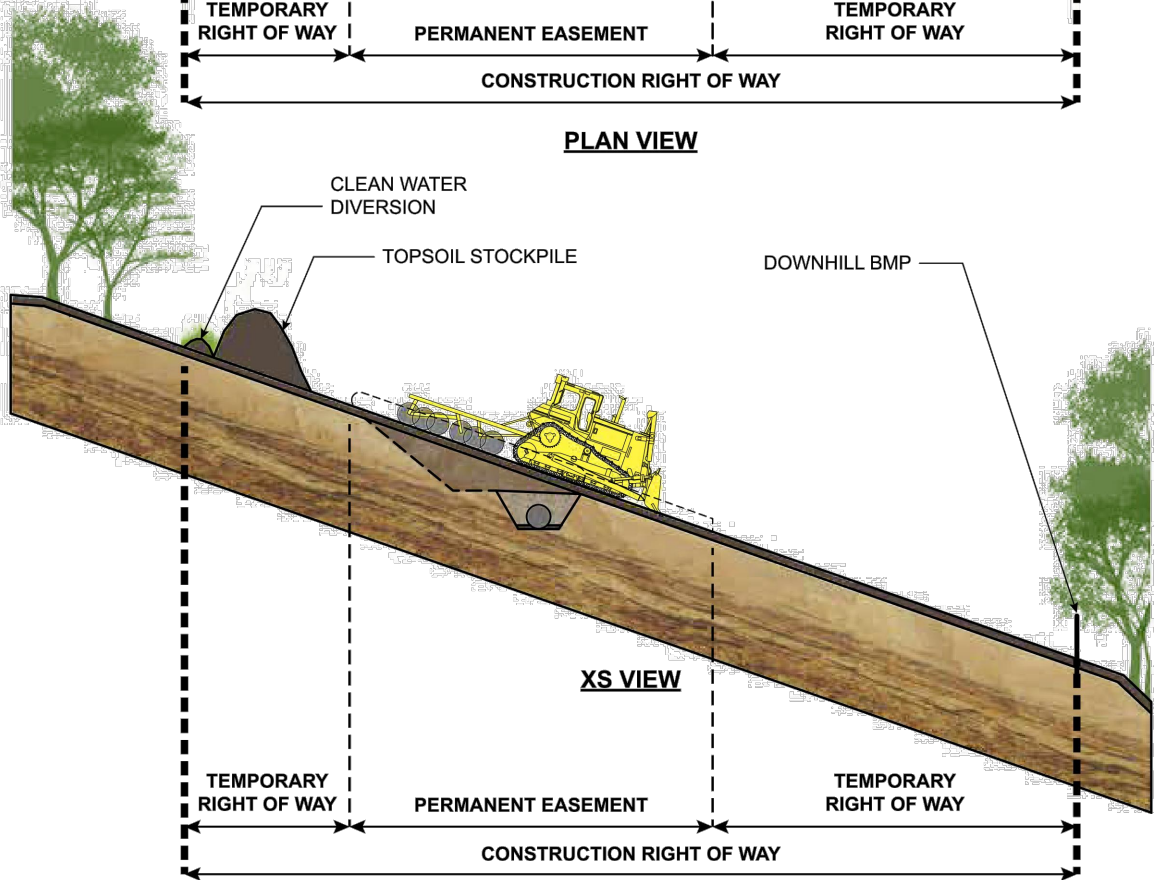 TEMPORARY
RIGHT OF WAY
PERMANENT EASEMENT
TEMPORARY
RIGHT OF WAY
CONSTRUCTION RIGHT OF WAY
PLAN VIEW
CLEAN WATER
DIVERSION
TOPSOIL STOCKPILE
DOWNHILL BMP
XS VIEW
TEMPORARY
RIGHT OF WAY
PERMANENT EASEMENT
TEMPORARY
RIGHT OF WAY
CONSTRUCTION RIGHT OF WAY